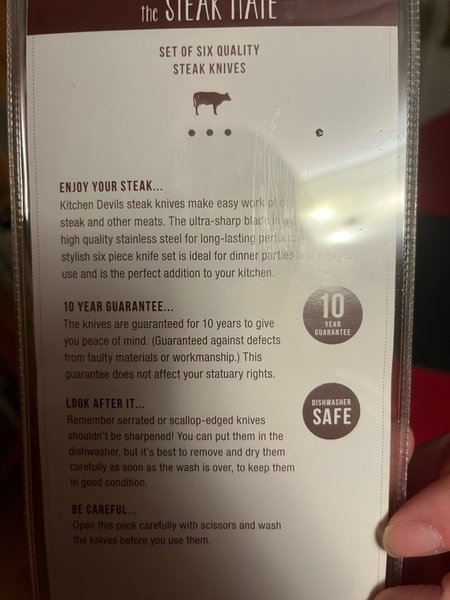 the STEAK MATE
SET OF SIX QUALITY
STEAK KNIVES
ENJOY YOUR STEAK...
Kitchen Devils steak knives make easy work of
steak and other meats. The ultra-sharp blade is
high quality stainless steel for long-lasting
stylish six piece knife set is ideal for dinner parties and
use and is the perfect addition to your kitchen.
10 YEAR GUARANTEE...
The knives are guaranteed for 10 years to give
you peace of mind. (Guaranteed against defects
from faulty materials or workmanship.) This
guarantee does not affect your statuary rights.
10
YEAR
GUARANTEE
LOOK AFTER IT...
Remember serrated or scallop-edged knives
shouldn't be sharpened! You can put them in the
dishwasher, but it's best to remove and dry them
carefully as soon as the wash is over, to keep them
in good condition.
DISHWASHER
SAFE
BE CAREFUL...
Open this pack carefully with scissors and wash
the knives before you use them.